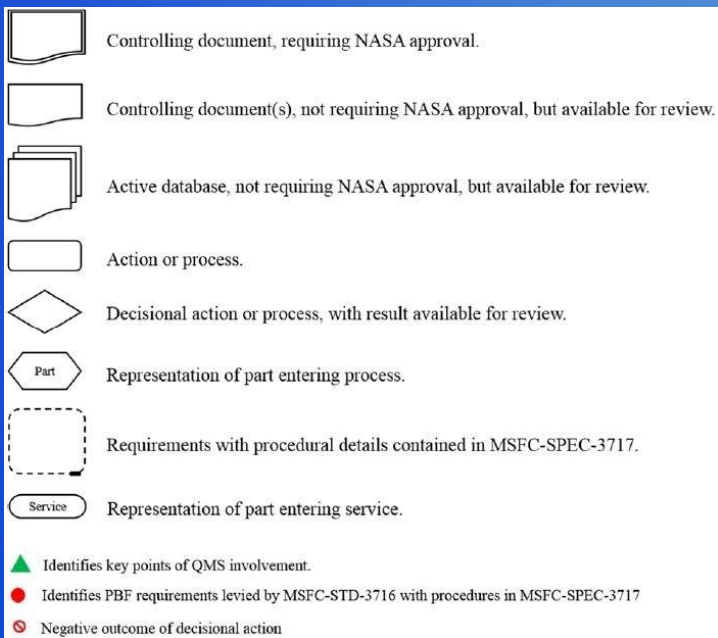 Controlling document, requiring NASA approval.
Controlling document(s), not requiring NASA approval, but available for review.
Active database, not requiring NASA approval, but available for review.
Action or process.
Decisional action or process, with result available for review.
Part
Representation of part entering process.
Requirements with procedural details contained in MSFC-SPEC-3717.
Service
Representation of part entering service.
Identifies key points of QMS involvement.
Identifies PBF requirements levied by MSFC-STD-3716 with procedures in MSFC-SPEC-3717
Negative outcome of decisional action